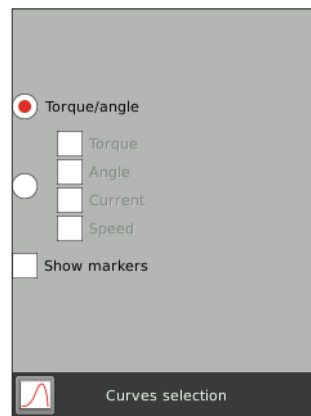 Torque/angle
Torque
Angle
Current
Speed
Show markers
Curves selection